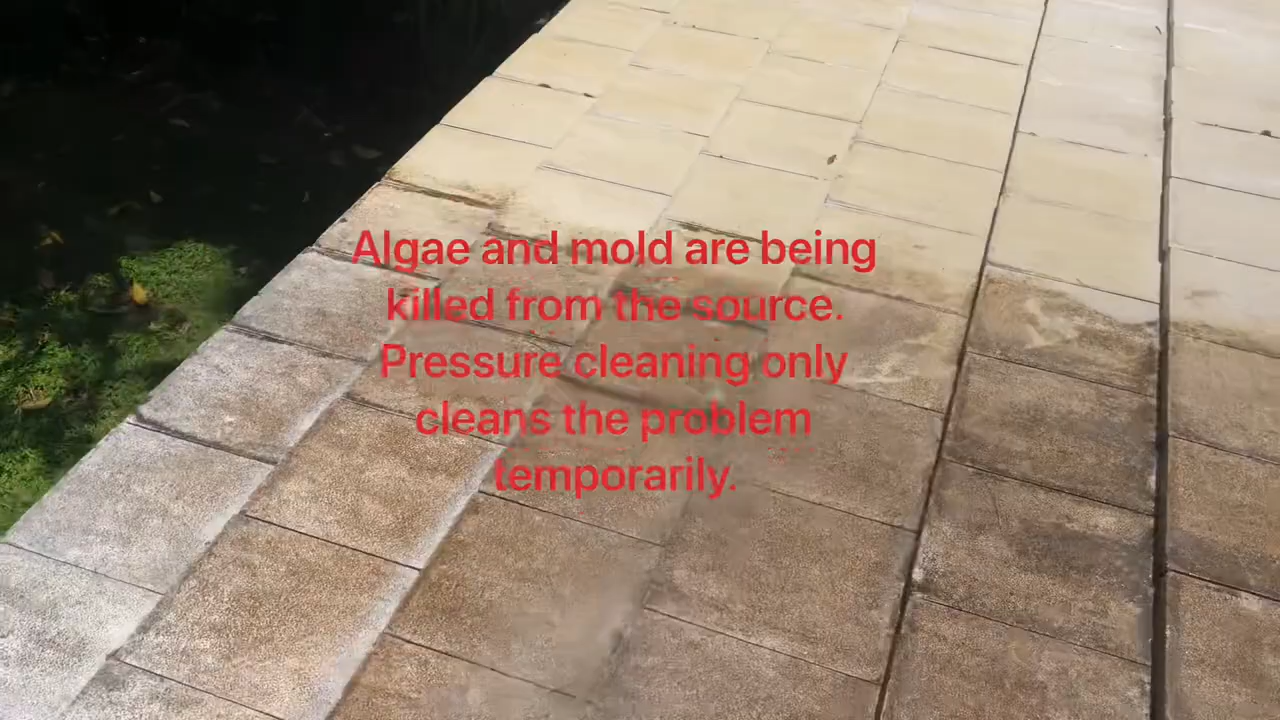 Algae and mold are being
killed from the source.
Pressure cleaning only
cleans the problem
temporarily.